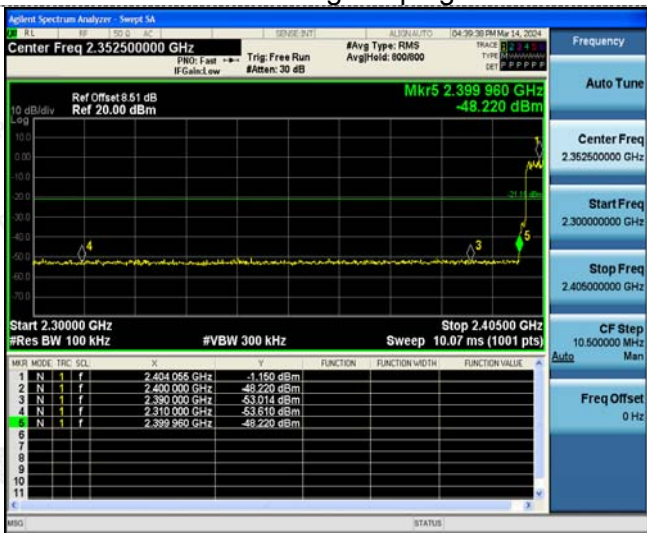 Agilent Spectrum Analyzer - Swept SA
RL RF 50 Ω AC SENSE:INT ALIGNAUTO 04:39:38 PM Mar 14, 2024
Center Freq 2.352500000 GHz
PNO: Fast
IFGain:Low
Trig: Free Run
#Atten: 30 dB
#Avg Type: RMS
Avg|Hold: 800/800
TRACE 1 2 3 4 5 6
TYPE
DET P P P P P P
Ref Offset 8.51 dB
Ref 20.00 dBm
10 dB/div
Log
Mkr5 2.399 960 GHz
-48.220 dBm
10.0
0.00
-10.0
-20.0
-30.0
-40.0
-50.0
-60.0
-70.0
-21.15 dBm
1
4
3
5
Start 2.30000 GHz
Stop 2.40500 GHz
#Res BW 100 kHz
#VBW 300 kHz
Sweep 10.07 ms (1001 pts)
MKR MODE TRC SCL X Y FUNCTION FUNCTION WIDTH FUNCTION VALUE
1 N 1 f 2.404 055 GHz -1.150 dBm
2 N 1 f 2.400 000 GHz -48.220 dBm
3 N 1 f 2.390 000 GHz -53.014 dBm
4 N 1 f 2.310 000 GHz -53.610 dBm
5 N 1 f 2.399 960 GHz -48.220 dBm
6
7
8
9
10
11
MSG
STATUS
Frequency
Auto Tune
Center Freq
2.352500000 GHz
Start Freq
2.300000000 GHz
Stop Freq
2.405000000 GHz
CF Step
10.500000 MHz
Auto Man
Freq Offset
0 Hz